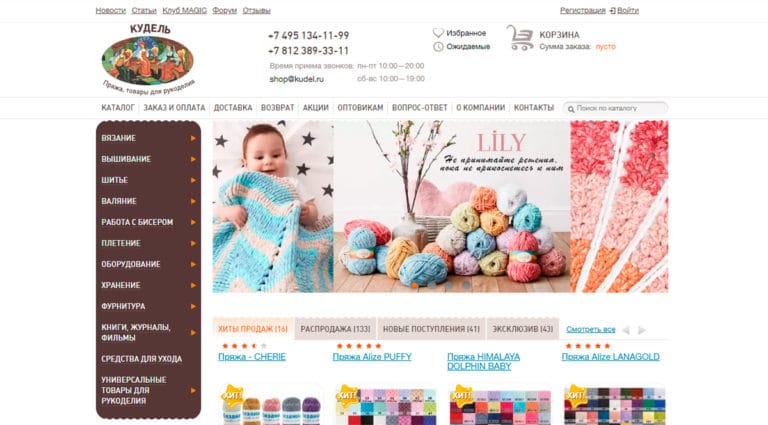 Новости Статьи Клуб MAGIC Форум Отзывы
Регистрация Войти
КУДЕЛЬ
Пряжа, товары для рукоделия
+7 495 134-11-99
+7 812 389-33-11
Время приема звонков: пн-пт 10:00—20:00
shop@kudel.ru сб-вс 10:00—19:00
Избранное
Ожидаемые
КОРЗИНА
Сумма заказа: пусто
КАТАЛОГ ЗАКАЗ И ОПЛАТА ДОСТАВКА ВОЗВРАТ АКЦИИ ОПТОВИКАМ ВОПРОС-ОТВЕТ О КОМПАНИИ КОНТАКТЫ Поиск по каталогу
ВЯЗАНИЕ
ВЫШИВАНИЕ
ШИТЬЕ
ВАЛЯНИЕ
РАБОТА С БИСЕРОМ
ПЛЕТЕНИЕ
ОБОРУДОВАНИЕ
ХРАНЕНИЕ
ФУРНИТУРА
КНИГИ, ЖУРНАЛЫ,
ФИЛЬМЫ
СРЕДСТВА ДЛЯ УХОДА
УНИВЕРСАЛЬНЫЕ
ТОВАРЫ ДЛЯ
РУКОДЕЛИЯ
LİLY
Не принимайте решения,
пока не прикоснетесь к ним
ХИТЫ ПРОДАЖ (16) РАСПРОДАЖА (133) НОВЫЕ ПОСТУПЛЕНИЯ (41) ЭКСКЛЮЗИВ (43) Смотреть все
Пряжа - CHERIE
Пряжа Alize PUFFY
Пряжа HIMALAYA
DOLPHIN BABY
Пряжа Alize LANAGOLD
ХИТ!
ХИТ!
ХИТ!
ХИТ!